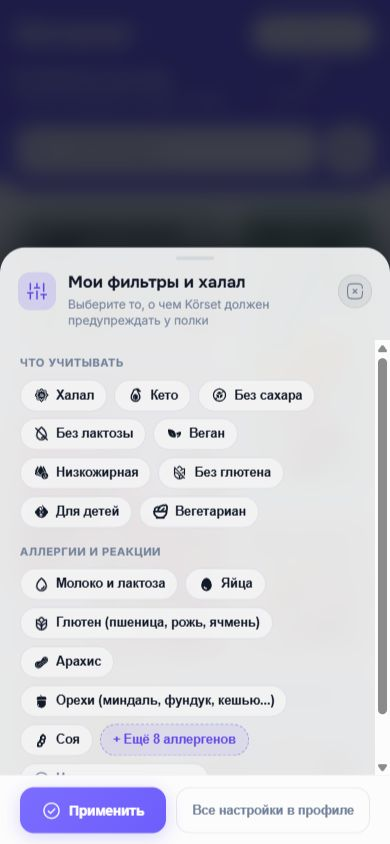 Мои фильтры и халал
Выберите то, о чем Körset должен
предупреждать у полки
ЧТО УЧИТЫВАТЬ
Халал
Кето
Без сахара
Без лактозы
Веган
Низкожирная
Без глютена
Для детей
Вегетариан
АЛЛЕРГИИ И РЕАКЦИИ
Молоко и лактоза
Яйца
Глютен (пшеница, рожь, ячмень)
Арахис
Орехи (миндаль, фундук, кешью...)
Соя
+ Ещё 8 аллергенов
Применить
Все настройки в профиле